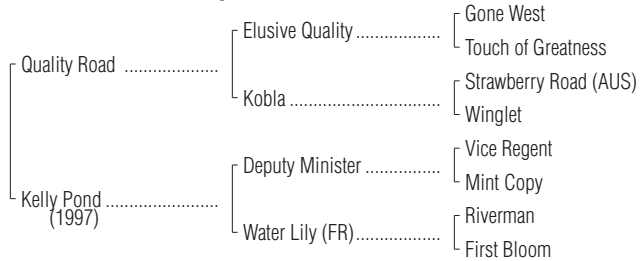 Gone West
Elusive Quality ..................
Touch of Greatness
Quality Road ....................
Strawberry Road (AUS)
Kobla ................................
Winglet
Vice Regent
Deputy Minister ................
Mint Copy
Kelly Pond ........................
(1997)
Riverman
Water Lily (FR)..................
First Bloom